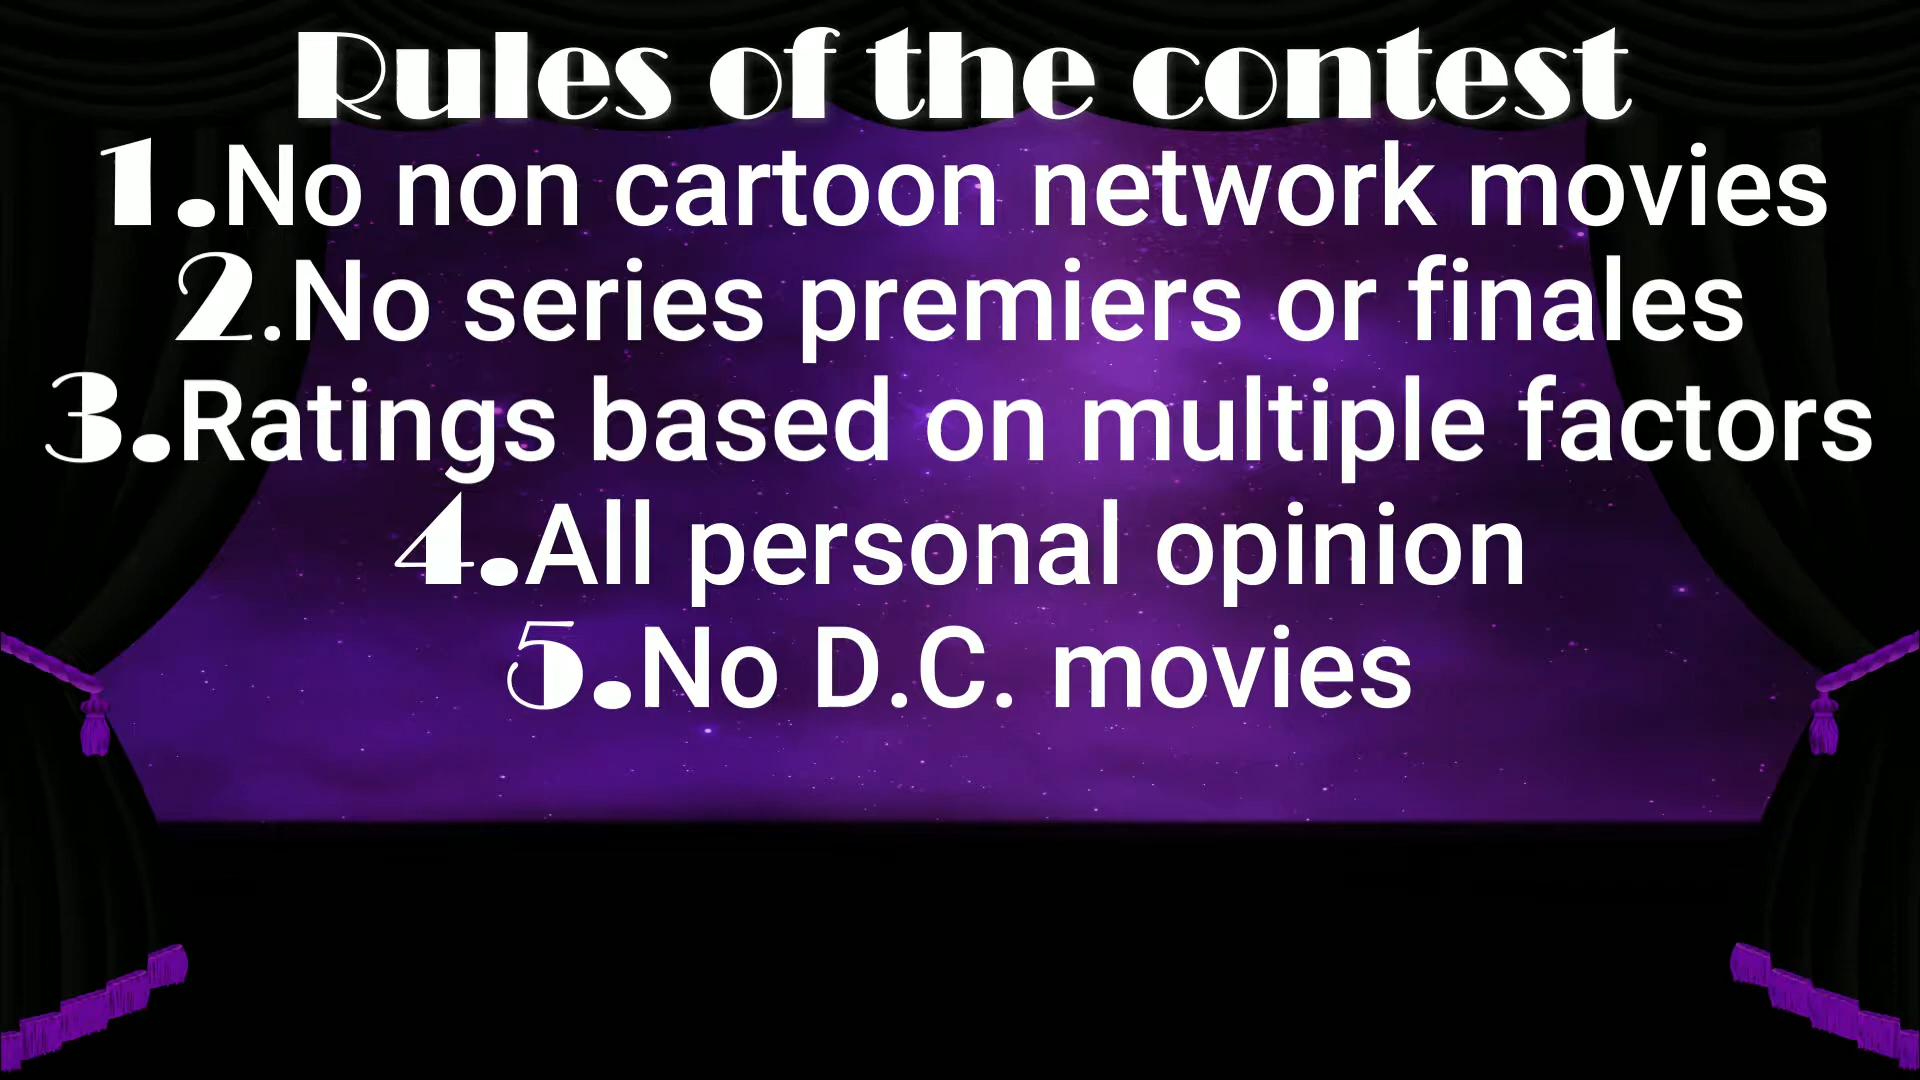 Rules of the contest
1.No non cartoon network movies
2.No series premiers or finales
3.Ratings based on multiple factors
4.All personal opinion
5.No D.C. movies